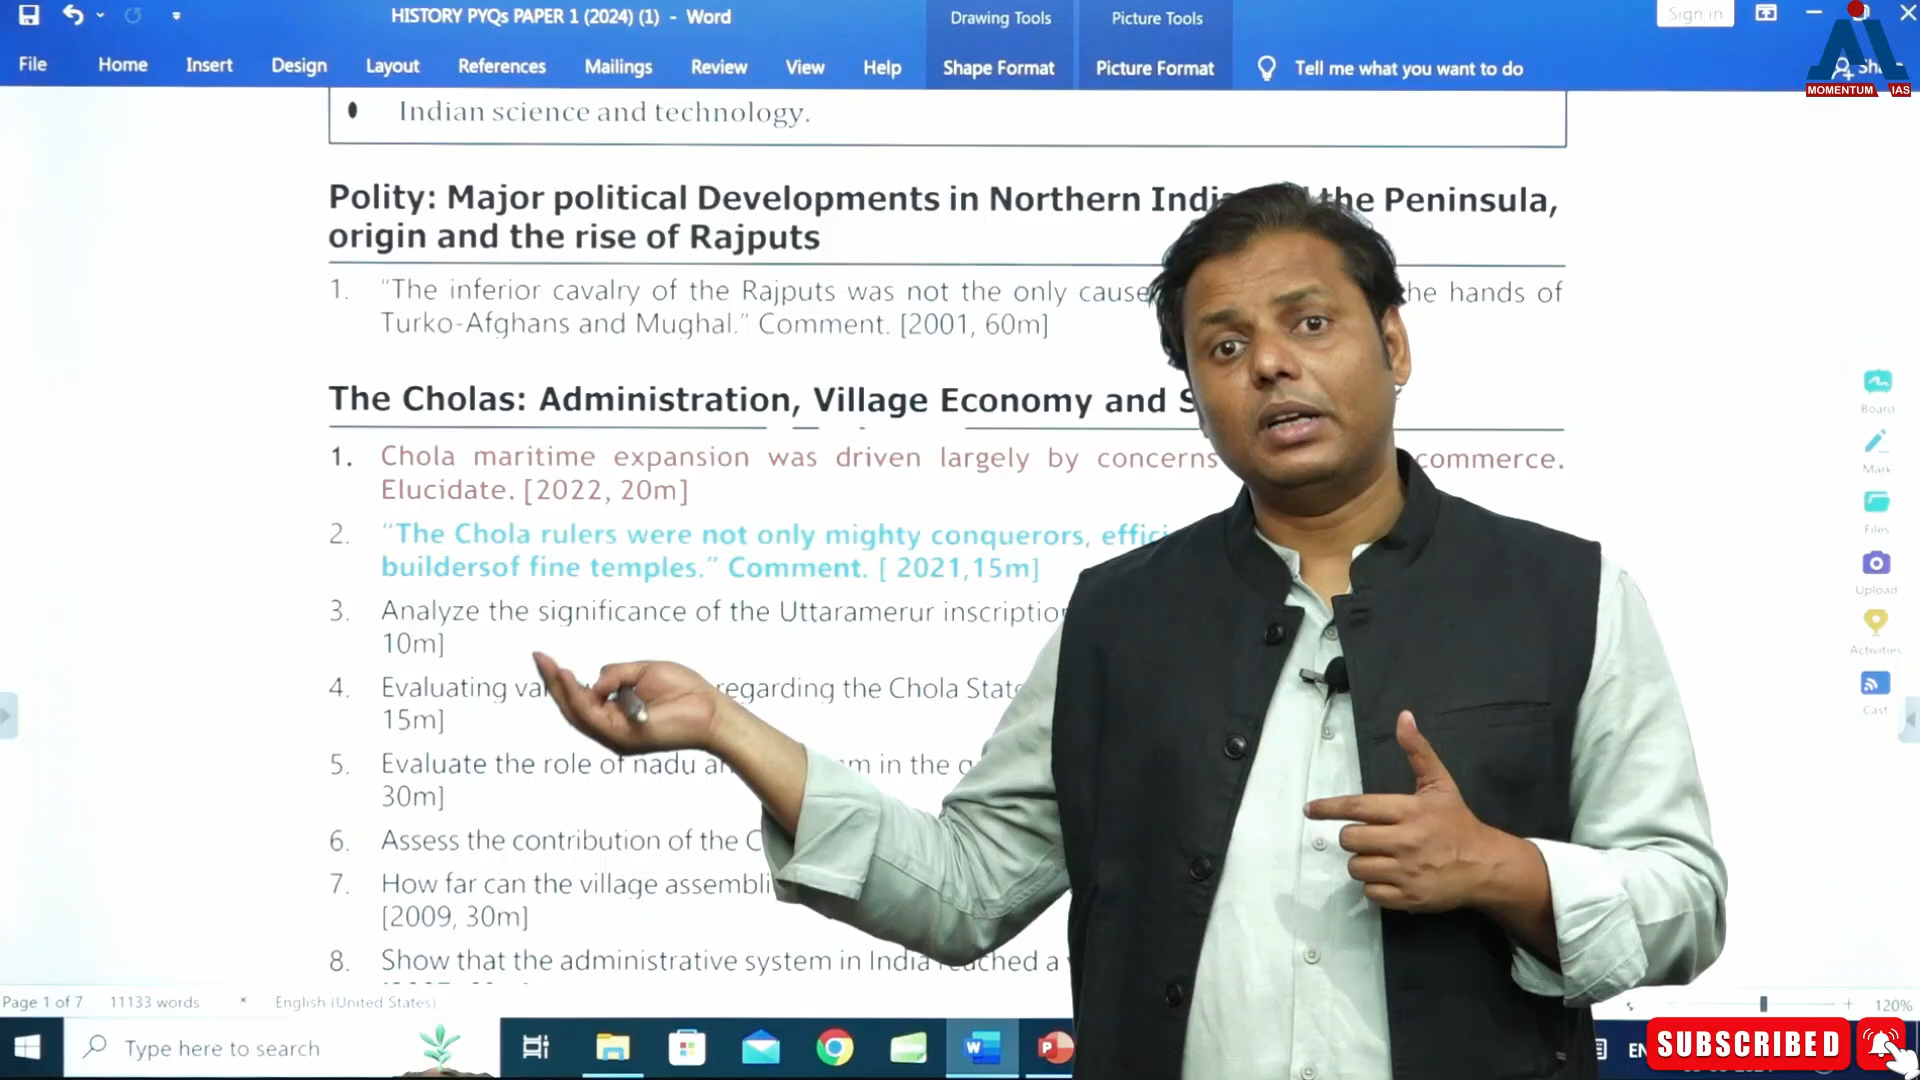 HISTORY PYQs PAPER 1 (2024) (1) - Word
Drawing Tools
Picture Tools
Sign in
File
Home
Insert
Design
Layout
References
Mailings
Review
View
Help
Shape Format
Picture Format
Tell me what you want to do
MOMENTUM IAS
Indian science and technology.
Polity: Major political Developments in Northern the Peninsula,
origin and the rise of Rajputs
1. “The inferior cavalry of the Rajputs was not the only cause hands of
Turko-Afghans and Mughal.” Comment. [2001, 60m]
The Cholas: Administration, Village Economy and
1. Chola maritime expansion was driven largely by concerns commerce.
Elucidate. [2022, 20m]
2. “The Chola rulers were not only mighty conquerors,
buildersof fine temples.” Comment. [ 2021,15m]
3. Analyze the significance of the Uttaramerur
10m]
4. Evaluating regarding the Chola
15m]
5. Evaluate the role of nadu in the
30m]
6. Assess the contribution of the
7. How far can the village
[2009, 30m]
8. Show that the administrative system in India a
Board
Mark
Files
Upload
Activities
Cast
Page 1 of 7
11133 words
English (United States)
120%
Type here to search
SUBSCRIBED